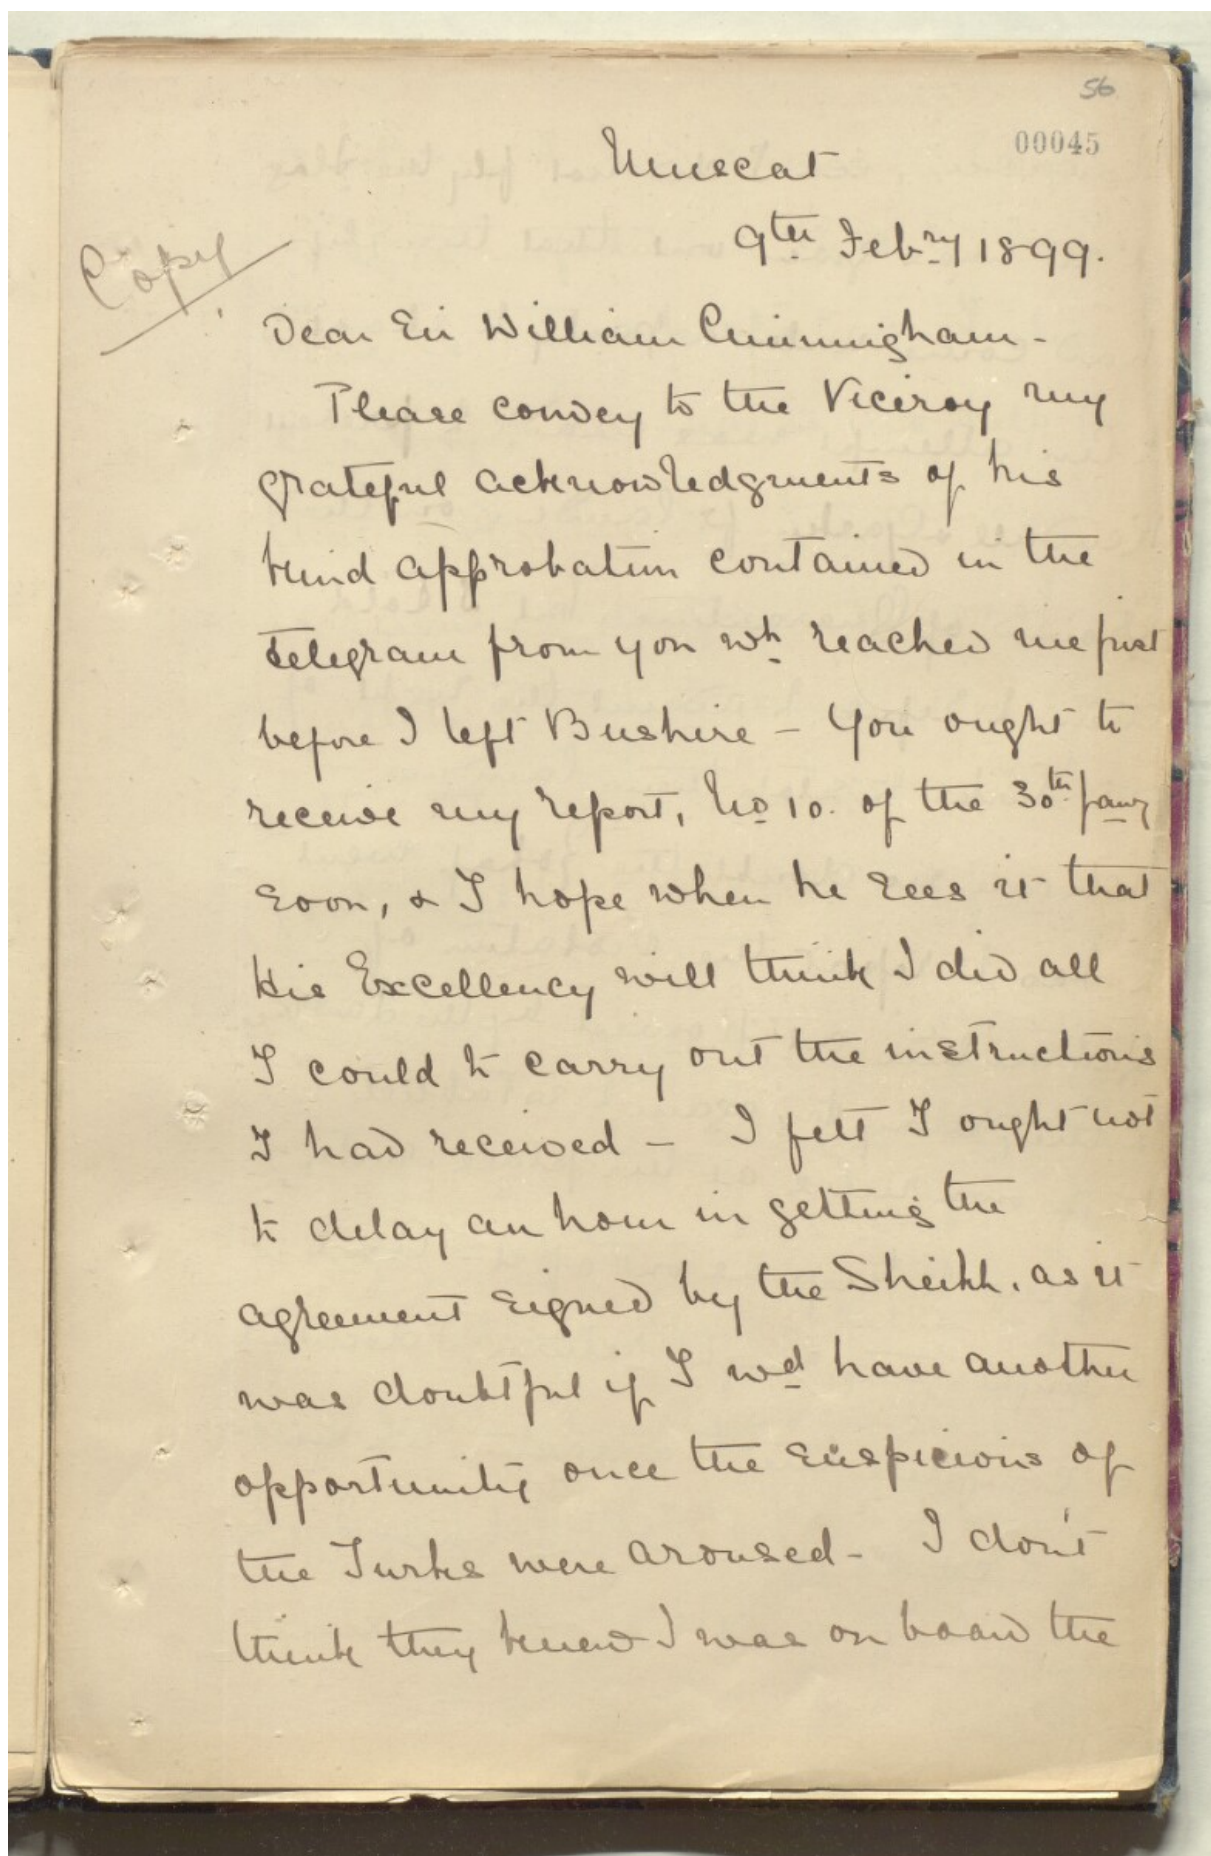 56
00045
Muscat
9th Febry 1899.
Copy
Dear Sir William Cunningham -
Please convey to the Viceroy my
grateful acknowledgments of his
kind approbation contained in the
telegram from you wh reached me just
before I left Bushire - You ought to
receive my report, No 10. of the 30th Jany
soon, & I hope when he sees it that
His Excellency will think I did all
I could to carry out the instructions
I had received - I felt I ought not
to delay an hour in getting the
agreement signed by the Sheikh, as it
was doubtful if I wd have another
opportunity once the suspicions of
the Turks were aroused - I don't
think they knew I was on board the